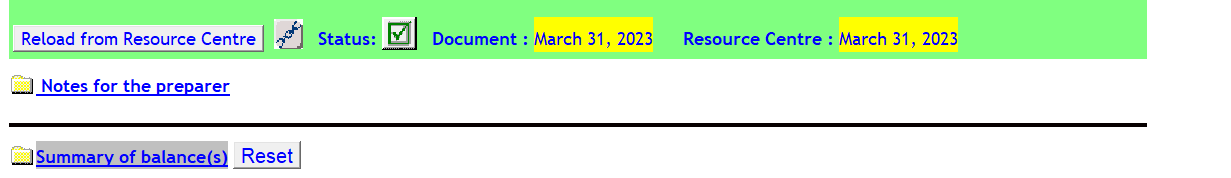 Reload from Resource Centre Status: Document : March 31, 2023 Resource Centre : March 31, 2023
Notes for the preparer
Summary of balance(s) Reset